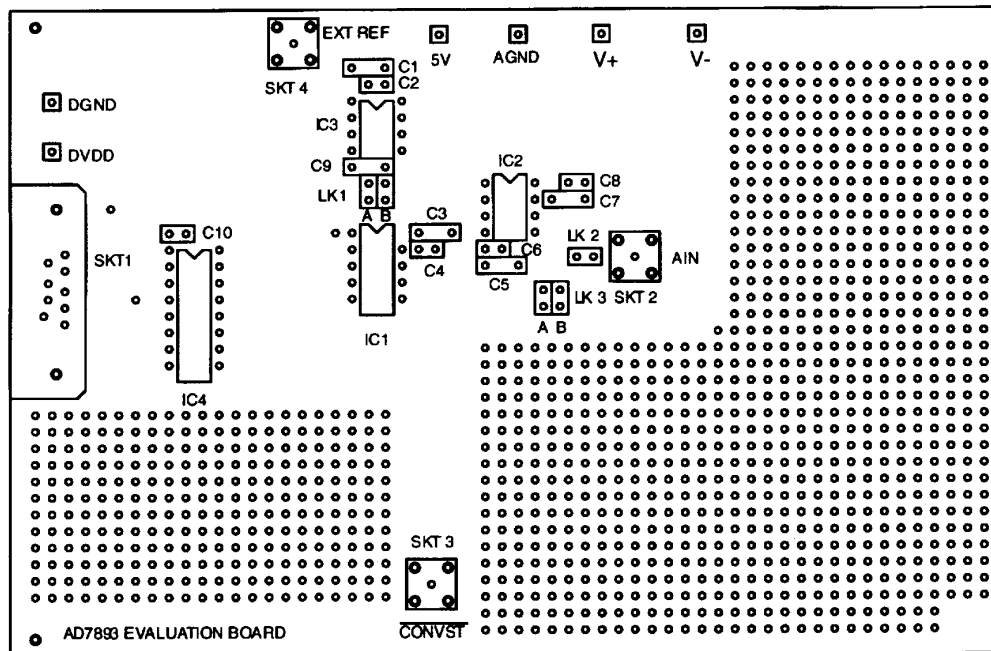 EXT REF
SKT 4
5V
AGND
V+
V-
C1
C2
DGND
IC3
DVDD
C9
IC2
C8
C7
LK1
A B
C3
C10
C4
C6
C5
LK 2
AIN
SKT1
LK 3
SKT 2
A B
IC1
IC4
SKT 3
CONVST
AD7893 EVALUATION BOARD